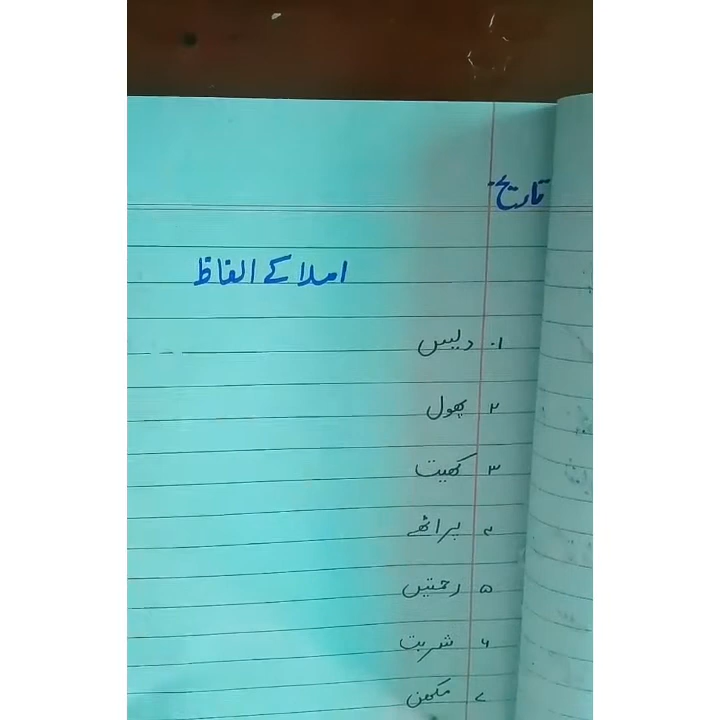 تاریخ:
املا کے الفاظ
۱. دیس
۲ پھول
۳ کھیت
۴ پراٹھے
۵ رحمتیں
۶ شربت
۷ مکھن